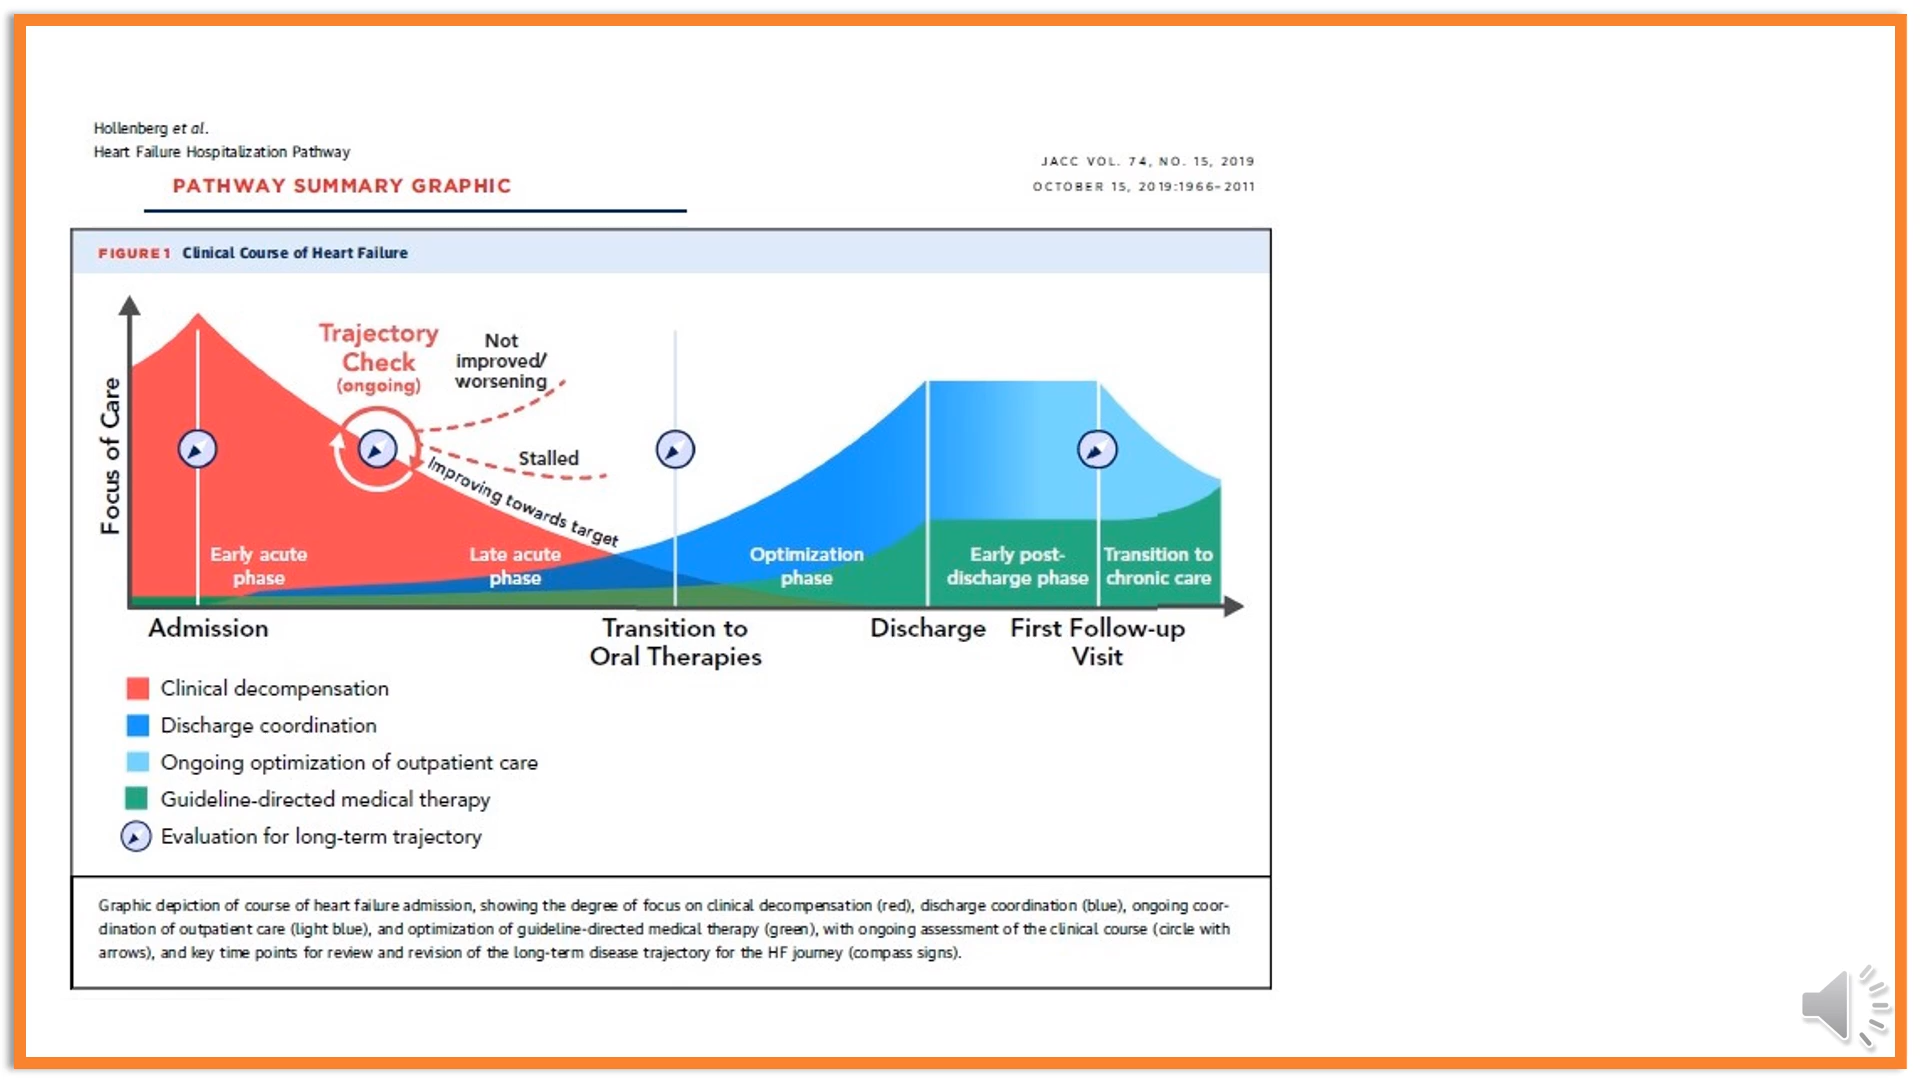 Hollenberg et al.
Heart Failure Hospitalization Pathway
JACC VOL. 74, NO. 15, 2019
OCTOBER 15, 2019:1966–2011
PATHWAY SUMMARY GRAPHIC
FIGURE 1 Clinical Course of Heart Failure
Focus of Care
Trajectory
Check
(ongoing)
Not
improved/
worsening
Stalled
Improving towards target
Early acute
phase
Late acute
phase
Optimization
phase
Early post-
discharge phase
Transition to
chronic care
Admission
Transition to
Oral Therapies
Discharge
First Follow-up
Visit
Clinical decompensation
Discharge coordination
Ongoing optimization of outpatient care
Guideline-directed medical therapy
Evaluation for long-term trajectory
Graphic depiction of course of heart failure admission, showing the degree of focus on clinical decompensation (red), discharge coordination (blue), ongoing coor-
dination of outpatient care (light blue), and optimization of guideline-directed medical therapy (green), with ongoing assessment of the clinical course (circle with
arrows), and key time points for review and revision of the long-term disease trajectory for the HF journey (compass signs).